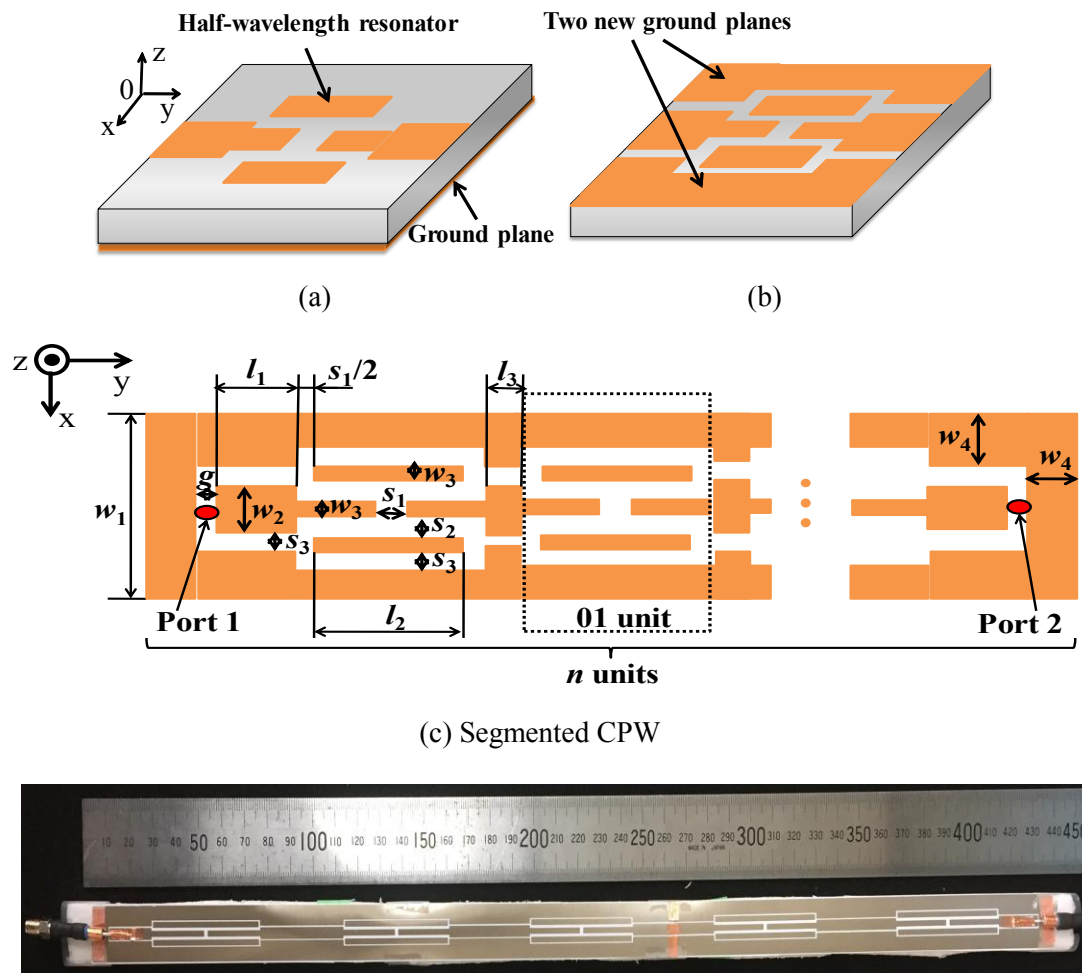 Half-wavelength resonator
Two new ground planes
z
0
y
x
Ground plane
(a)
(b)
z
y
x
l₁
s₁/2
l₃
w₄
w₄
w₃
g
w₁
w₂
w₃
s₁
s₂
s₃
s₃
Port 1
l₂
01 unit
Port 2
n units
(c) Segmented CPW
10 20 30 40 50 60 70 80 90 100 110 120 130 140 150 160 170 180 190 200 210 220 230 240 250 260 270 280 290 300 310 320 330 340 350 360 370 380 390 400 410 420 430 440 450
MADE IN JAPAN